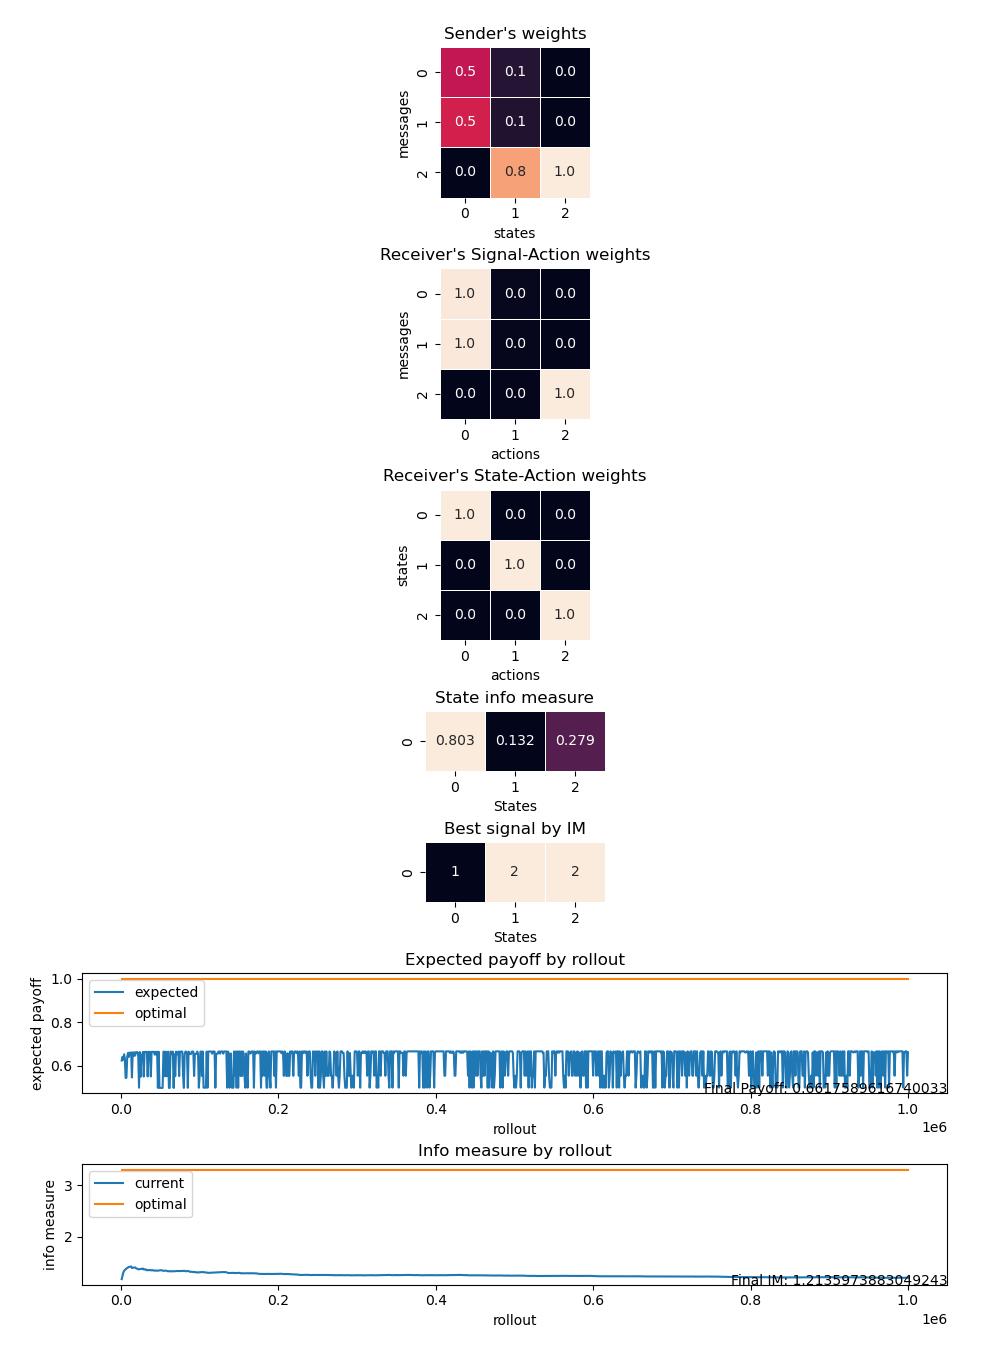 Sender's weights
messages
0 0.5 0.1 0.0
1 0.5 0.1 0.0
2 0.0 0.8 1.0
0 1 2
states
Receiver's Signal-Action weights
messages
0 1.0 0.0 0.0
1 1.0 0.0 0.0
2 0.0 0.0 1.0
0 1 2
actions
Receiver's State-Action weights
states
0 1.0 0.0 0.0
1 0.0 1.0 0.0
2 0.0 0.0 1.0
0 1 2
actions
State info measure
0 0.803 0.132 0.279
0 1 2
States
Best signal by IM
0 1 2 2
0 1 2
States
Expected payoff by rollout
expected payoff
1.0
0.8
0.6
expected
optimal
Final Payoff: 0.6617589616740033
0.0 0.2 0.4 0.6 0.8 1.0
1e6
rollout
Info measure by rollout
info measure
3
2
current
optimal
Final IM: 1.2135973883049243
0.0 0.2 0.4 0.6 0.8 1.0
1e6
rollout